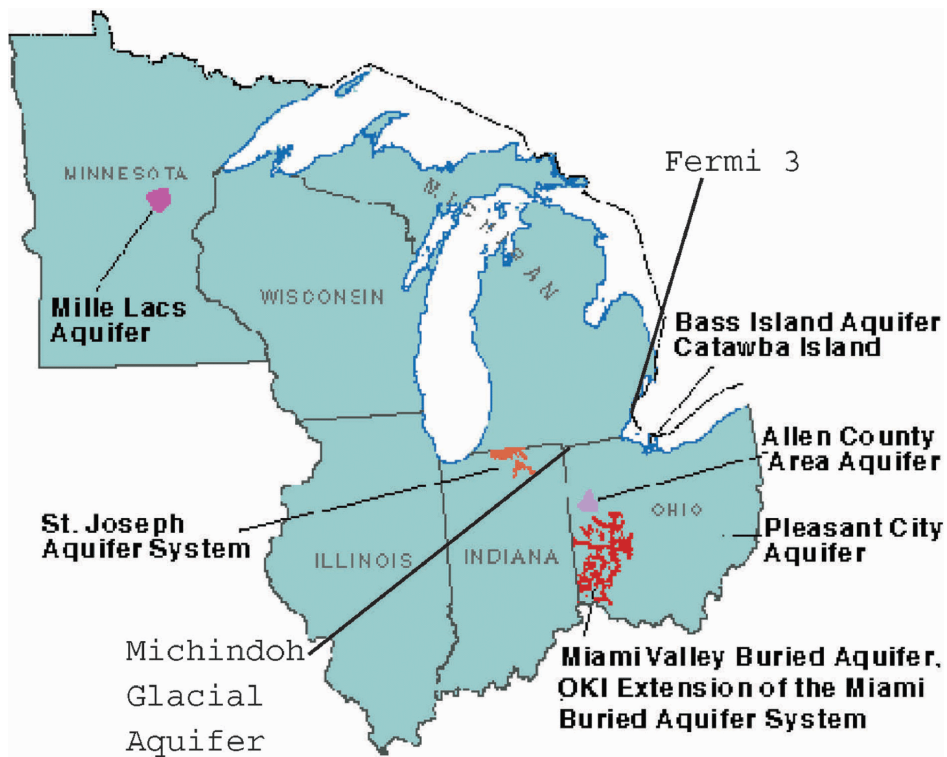 Fermi 3
MINNESOTA
MICHIGAN
Mille Lacs
Aquifer
WISCONSIN
Bass Island Aquifer
Catawba Island
Allen County
Area Aquifer
St. Joseph
Aquifer System
ILLINOIS
INDIANA
OHIO
Pleasant City
Aquifer
Michindoh
Glacial
Aquifer
Miami Valley Buried Aquifer,
OKI Extension of the Miami
Buried Aquifer System